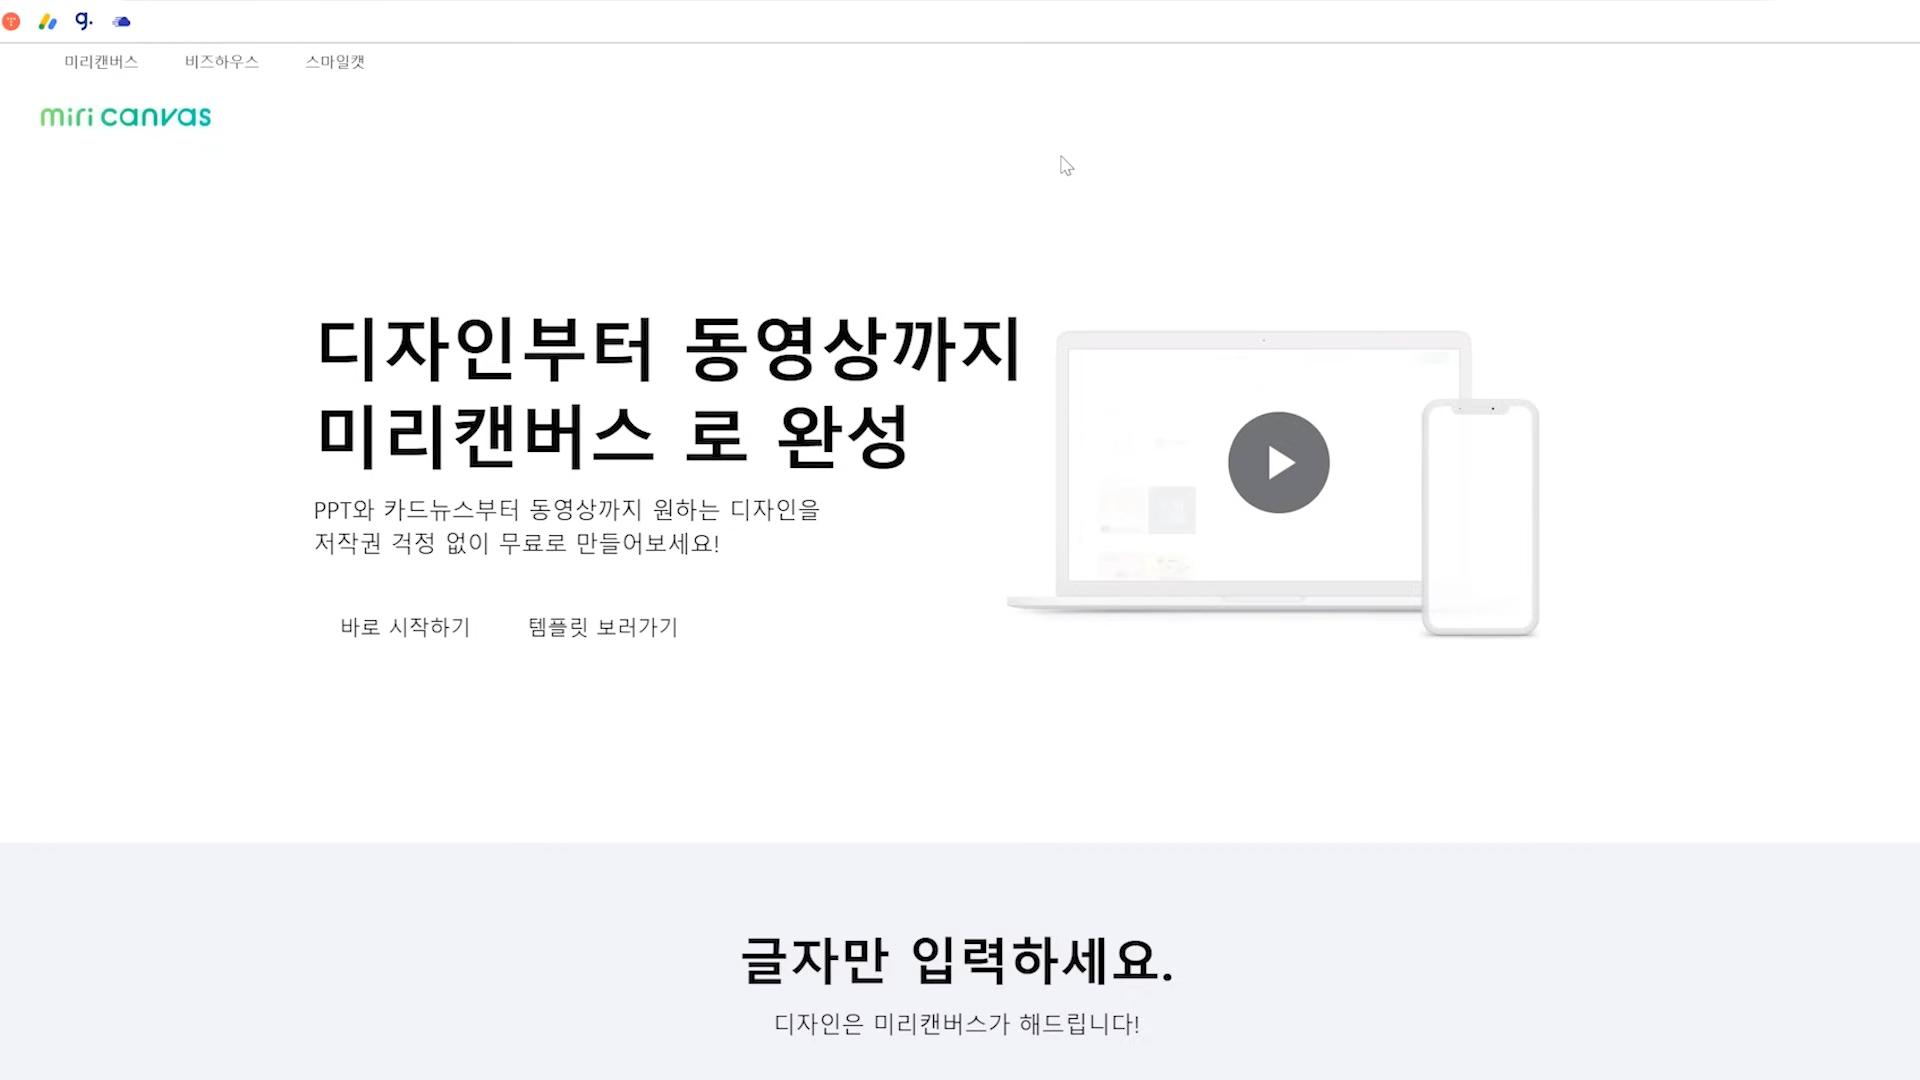 g.
미리캔버스 비즈하우스 스마일캣
miri canvas
디자인부터 동영상까지
미리캔버스 로 완성
PPT와 카드뉴스부터 동영상까지 원하는 디자인을
저작권 걱정 없이 무료로 만들어보세요!
바로 시작하기 템플릿 보러가기
글자만 입력하세요.
디자인은 미리캔버스가 해드립니다!